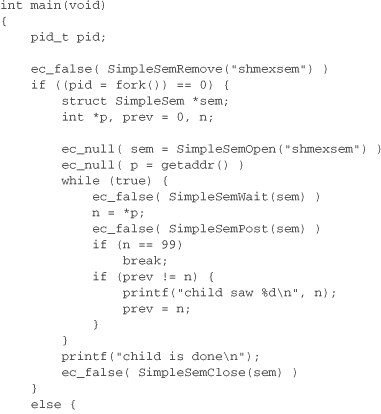 int main(void)
{
    pid_t pid;

    ec_false( SimpleSemRemove("shmexsem") )
    if ((pid = fork()) == 0) {
        struct SimpleSem *sem;
        int *p, prev = 0, n;

        ec_null( sem = SimpleSemOpen("shmexsem") )
        ec_null( p = getaddr() )
        while (true) {
            ec_false( SimpleSemWait(sem) )
            n = *p;
            ec_false( SimpleSemPost(sem) )
            if (n == 99)
                break;
            if (prev != n) {
                printf("child saw %d\n", n);
                prev = n;
            }
        }
        printf("child is done\n");
        ec_false( SimpleSemClose(sem) )
    }
    else {